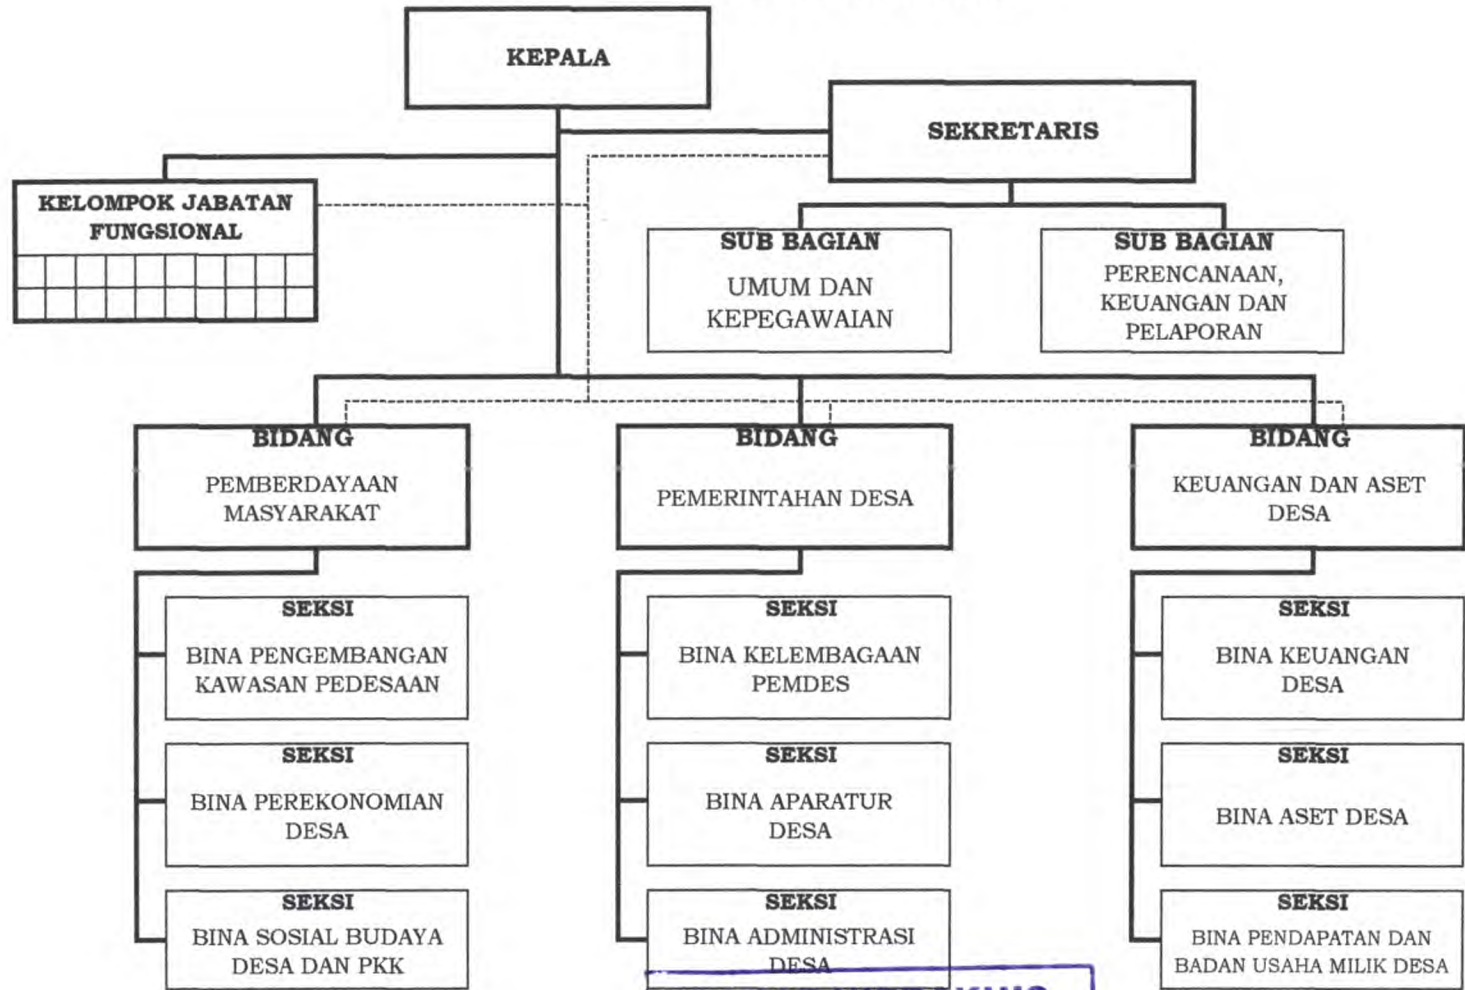 KEPALA
SEKRETARIS
KELOMPOK JABATAN
FUNGSIONAL
SUB BAGIAN
UMUM DAN
KEPEGAWAIAN
SUB BAGIAN
PERENCANAAN,
KEUANGAN DAN
PELAPORAN
BIDANG
PEMBERDAYAAN
MASYARAKAT
BIDANG
PEMERINTAHAN DESA
BIDANG
KEUANGAN DAN ASET
DESA
SEKSI
BINA PENGEMBANGAN
KAWASAN PEDESAAN
SEKSI
BINA KELEMBAGAAN
PEMDES
SEKSI
BINA KEUANGAN
DESA
SEKSI
BINA PEREKONOMIAN
DESA
SEKSI
BINA APARATUR
DESA
SEKSI
BINA ASET DESA
SEKSI
BINA SOSIAL BUDAYA
DESA DAN PKK
SEKSI
BINA ADMINISTRASI
DESA
SEKSI
BINA PENDAPATAN DAN
BADAN USAHA MILIK DESA